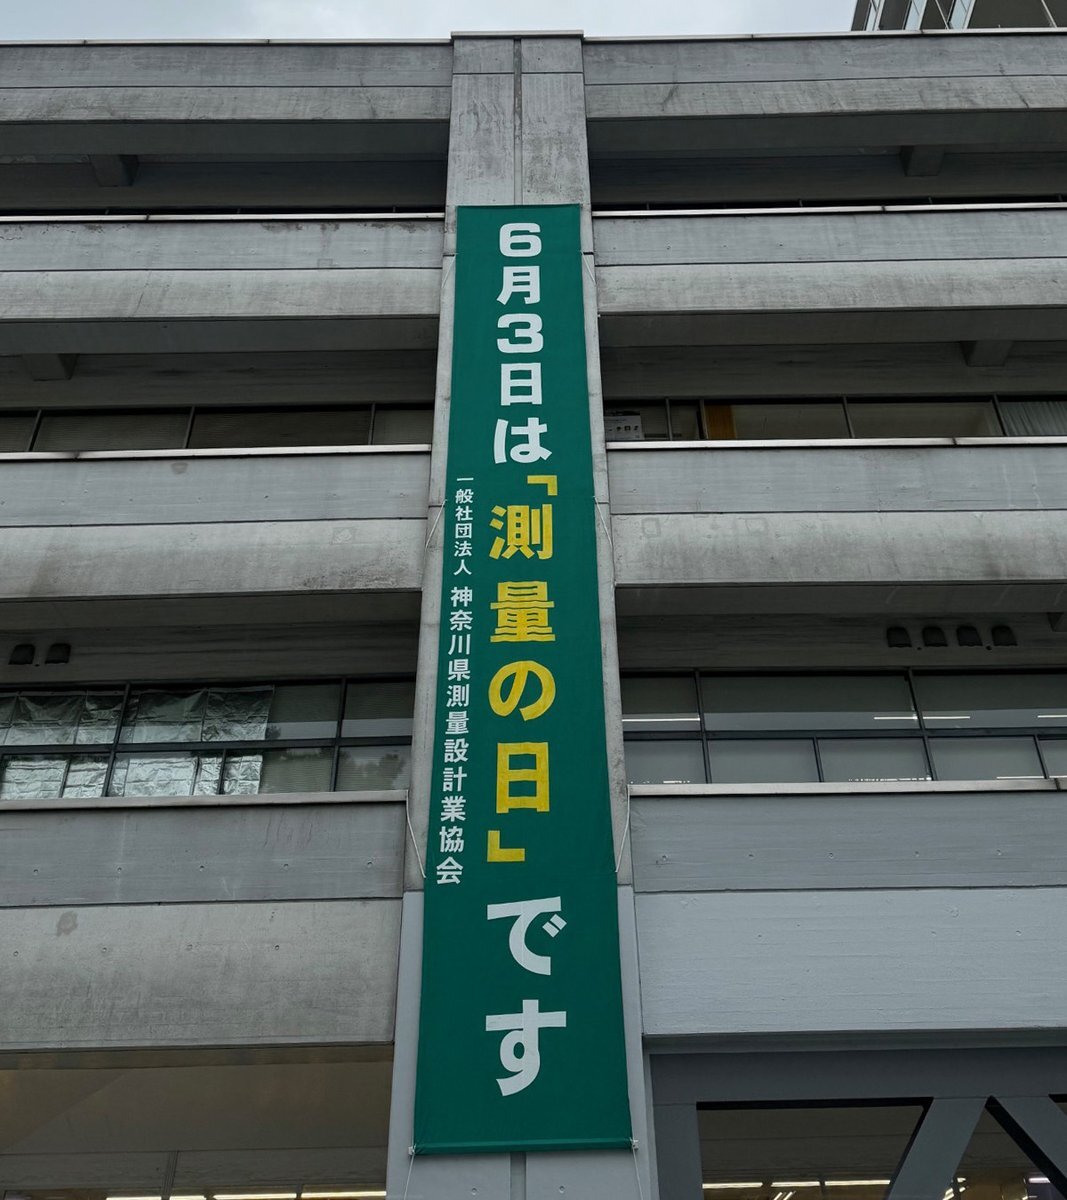 6月3日は「測量の日」です
一般社団法人 神奈川県測量設計業協会